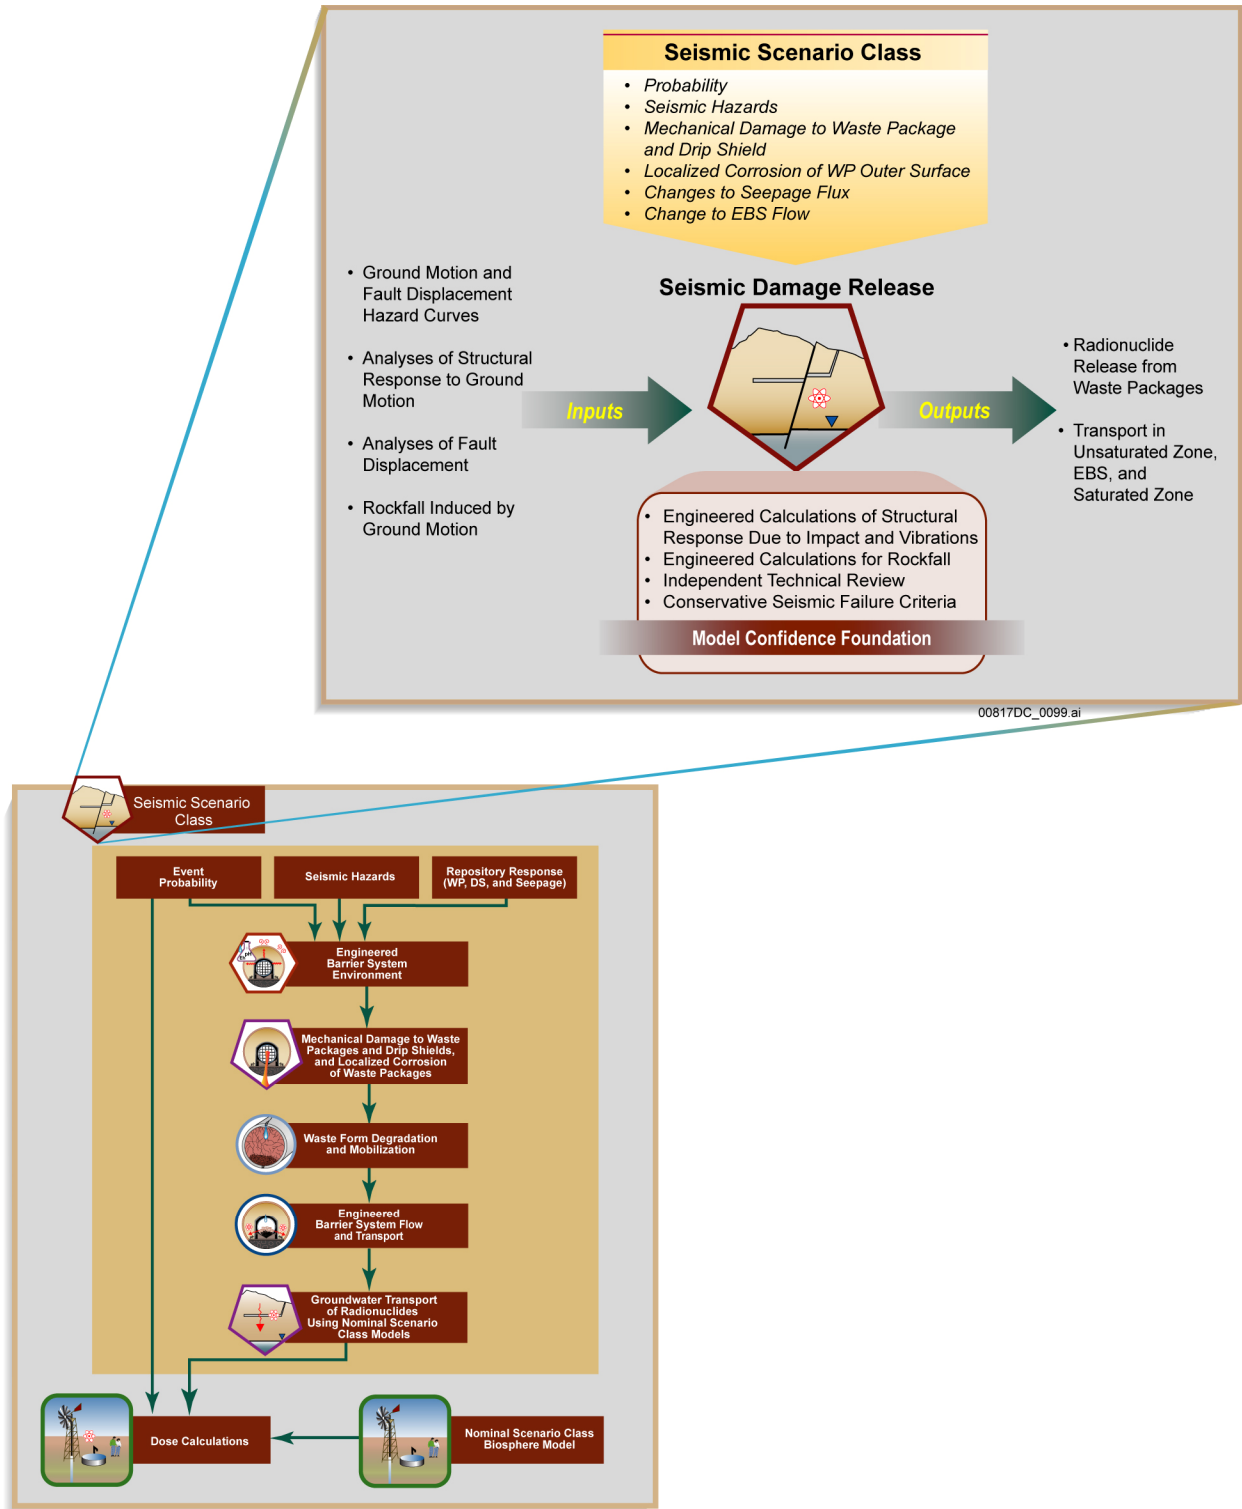 Seismic Scenario Class
• Probability
• Seismic Hazards
• Mechanical Damage to Waste Package
and Drip Shield
• Localized Corrosion of WP Outer Surface
• Changes to Seepage Flux
• Change to EBS Flow
• Ground Motion and
Fault Displacement
Hazard Curves
• Analyses of Structural
Response to Ground
Motion
• Analyses of Fault
Displacement
• Rockfall Induced by
Ground Motion
Inputs
Seismic Damage Release
Outputs
• Radionuclide
Release from
Waste Packages
• Transport in
Unsaturated Zone,
EBS, and
Saturated Zone
• Engineered Calculations of Structural
Response Due to Impact and Vibrations
• Engineered Calculations for Rockfall
• Independent Technical Review
• Conservative Seismic Failure Criteria
Model Confidence Foundation
00817DC_0099.ai
Seismic Scenario
Class
Event
Probability
Seismic Hazards
Repository Response
(WP, DS, and Seepage)
pH
Engineered
Barrier System
Environment
Mechanical Damage to Waste
Packages and Drip Shields,
and Localized Corrosion
of Waste Packages
Waste Form Degradation
and Mobilization
Engineered
Barrier System Flow
and Transport
Groundwater Transport
of Radionuclides
Using Nominal Scenario
Class Models
Dose Calculations
Nominal Scenario Class
Biosphere Model